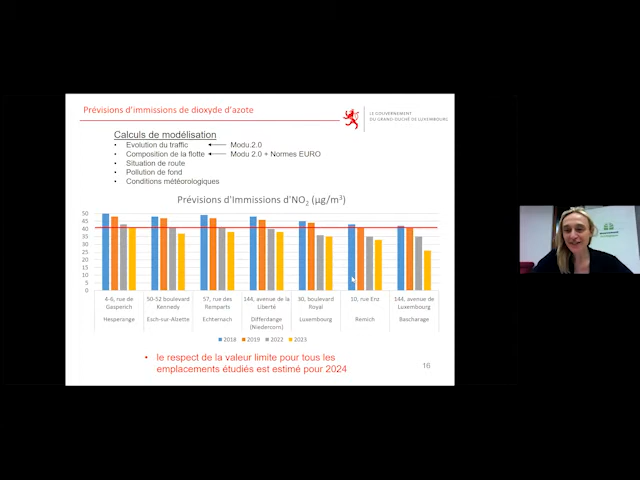 Prévisions d'immissions de dioxyde d'azote
LE GOUVERNEMENT
DU GRAND-DUCHÉ DE LUXEMBOURG
Calculs de modélisation
• Evolution du traffic Modu.2.0
• Composition de la flotte Modu 2.0 + Normes EURO
• Situation de route
• Pollution de fond
• Conditions météorologiques
Prévisions d'Immissions d'NO2 (µg/m3)
50
45
40
35
30
25
20
15
10
5
0
4-6, rue de Gasperich
50-52 boulevard Kennedy
57, rue des Remparts
144, avenue de la Liberté
30, boulevard Royal
10, rue Enz
144, avenue de Luxembourg
Hesperange
Esch-sur-Alzette
Echternach
Differdange (Niedercorn)
Luxembourg
Remich
Bascharage
2018 2019 2022 2023
• le respect de la valeur limite pour tous les
emplacements étudiés est estimé pour 2024
16